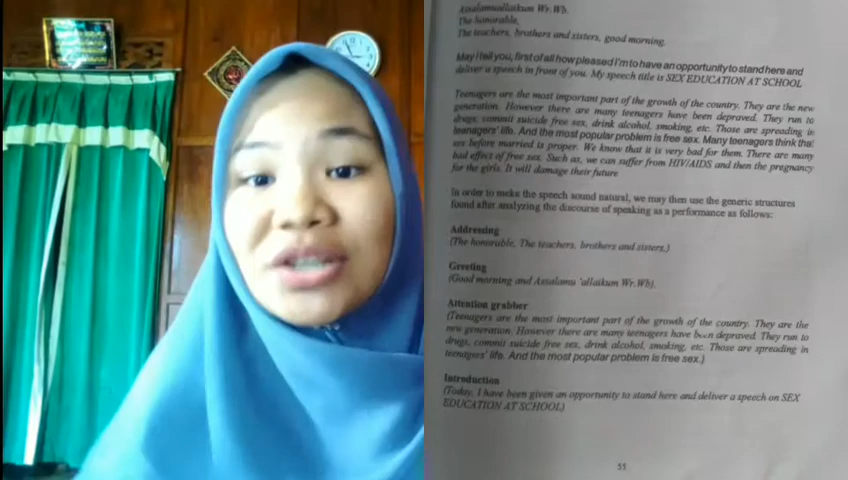 Assalamuallaikum Wr.Wb.
The honorable,
The teachers, brothers and sisters, good morning.
May i tell you, first of all how pleased I'm to have an opportunity to stand here and
deliver a speech in front of you. My speech title is SEX EDUCATION AT SCHOOL
Teenagers are the most important part of the growth of the country. They are the new
generation. However there are many teenagers have been depraved. They run to
drugs, commit suicide free sex, drink alcohol, smoking, etc. Those are spreading in
teenagers' life. And the most popular problem is free sex. Many teenagers think that
sex before married is proper. We know that it is very bad for them. There are many
bad effect of free sex. Such as, we can suffer from HIV/AIDS and then the pregnancy
for the girls. It will damage their future
In order to make the speech sound natural, we may then use the generic structures
found after analyzing the discourse of speaking as a performance as follows:
Addressing
(The honorable, The teachers, brothers and sisters,)
Greeting
(Good morning and Assalamu 'allaikum Wr.Wb).
Attention grabber
(Teenagers are the most important part of the growth of the country. They are the
new generation. However there are many teenagers have been depraved. They run to
drugs, commit suicide free sex, drink alcohol, smoking, etc. Those are spreading in
teenagers' life. And the most popular problem is free sex.)
Introduction
(Today, I have been given an opportunity to stand here and deliver a speech on SEX
EDUCATION AT SCHOOL)
55